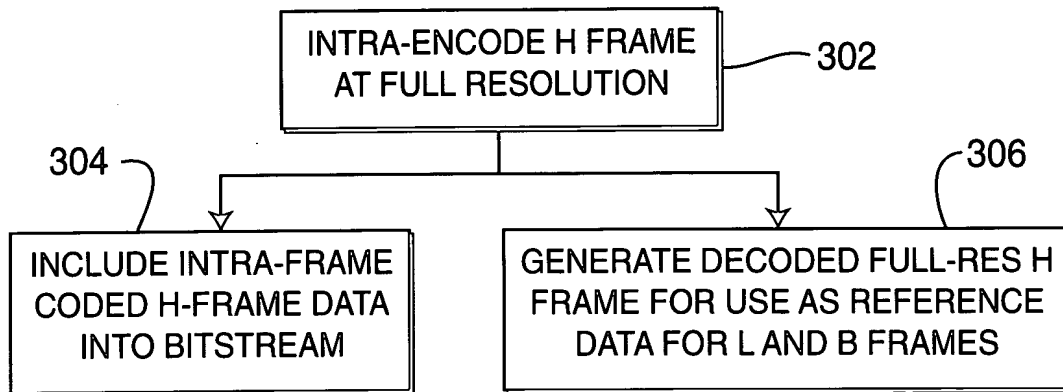 INTRA-ENCODE H FRAME
AT FULL RESOLUTION
302
304
306
INCLUDE INTRA-FRAME
CODED H-FRAME DATA
INTO BITSTREAM
GENERATE DECODED FULL-RES H
FRAME FOR USE AS REFERENCE
DATA FOR L AND B FRAMES